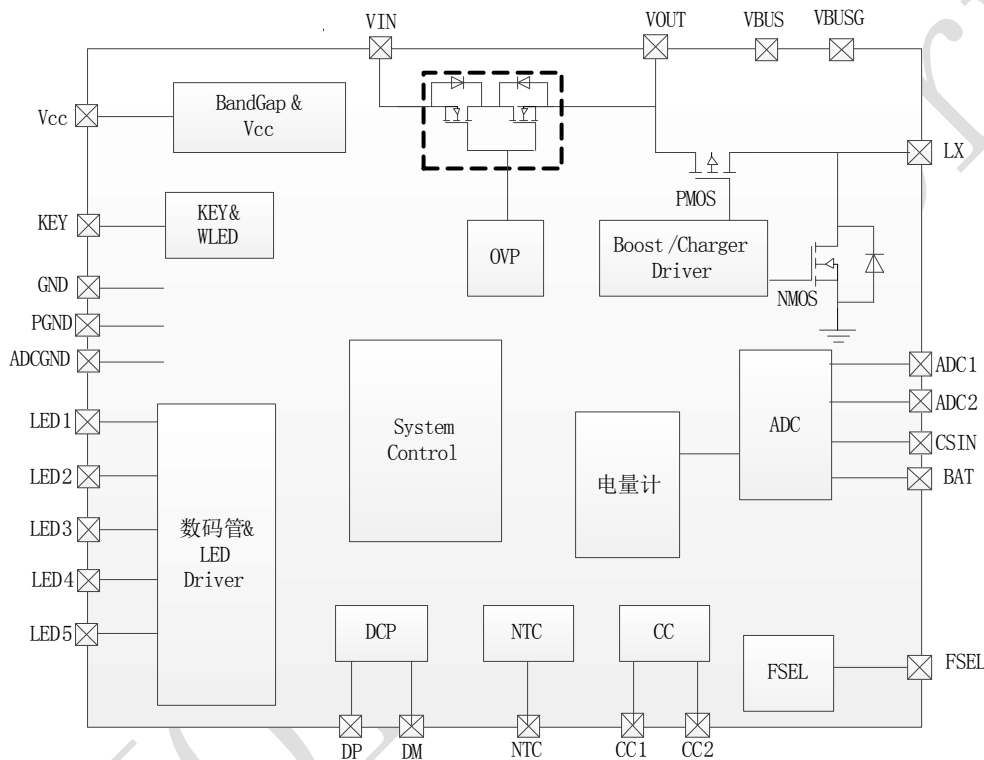 VIN
VOUT
VBUS
VBUSG
Vcc
BandGap &
Vcc
LX
PMOS
KEY
KEY&
WLED
OVP
Boost /Charger
Driver
NMOS
GND
PGND
ADCGND
System
Control
ADC
ADC1
ADC2
CSIN
BAT
电量计
LED1
LED2
LED3
LED4
LED5
数码管&
LED
Driver
DCP
NTC
CC
FSEL
FSEL
DP
DM
NTC
CC1
CC2